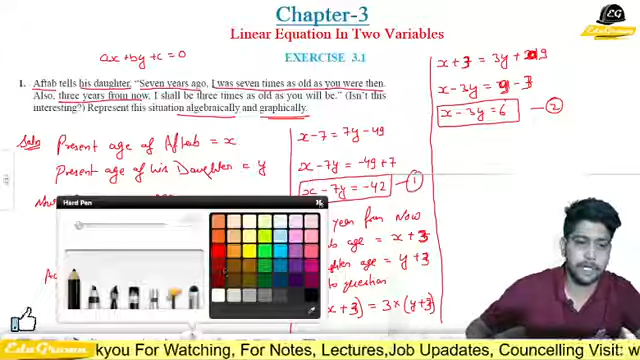 Chapter-3
Linear Equation In Two Variables
ax+by+c=0
EXERCISE 3.1
1. Aftab tells his daughter, "Seven years ago, I was seven times as old as you were then.
Also, three years from now, I shall be three times as old as you will be." (Isn't this
interesting?) Represent this situation algebraically and graphically.
Soln Present age of Aftab = x
Present age of his Daughter = y
x-7 = 7y-49
x-7y = -49+7
x-7y = -42 — 1
year from Now
age = x+3
age = y+3
to question
x+3) = 3×(y+3)
x+3 = 3y+9
x-3y = 9-3
x-3y = 6 — 2
Hard Pen
EG
EduGramm
kyou For Watching, For Notes, Lectures,Job Upadates, Councelling Visit: w